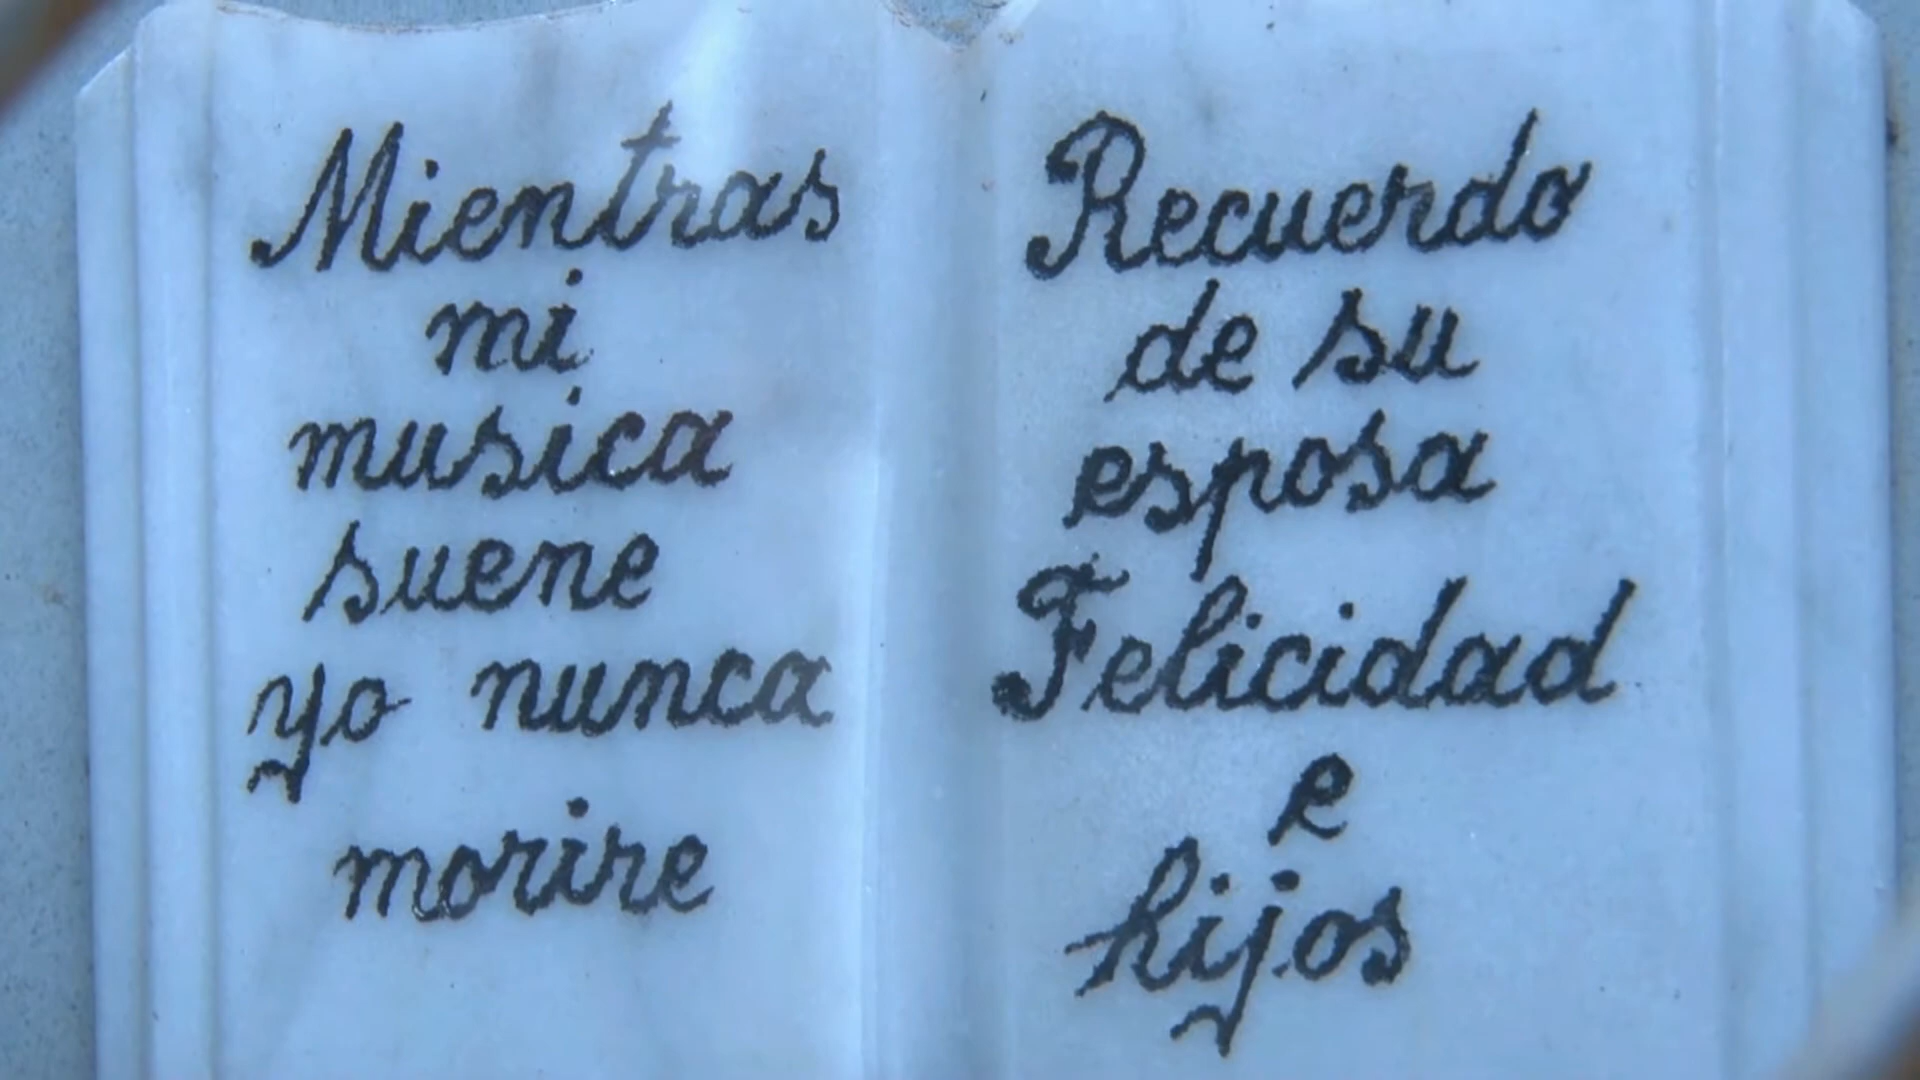 Mientras
mi
musica
suene
yo nunca
morire
Recuerdo
de su
esposa
Felicidad
e
hijos